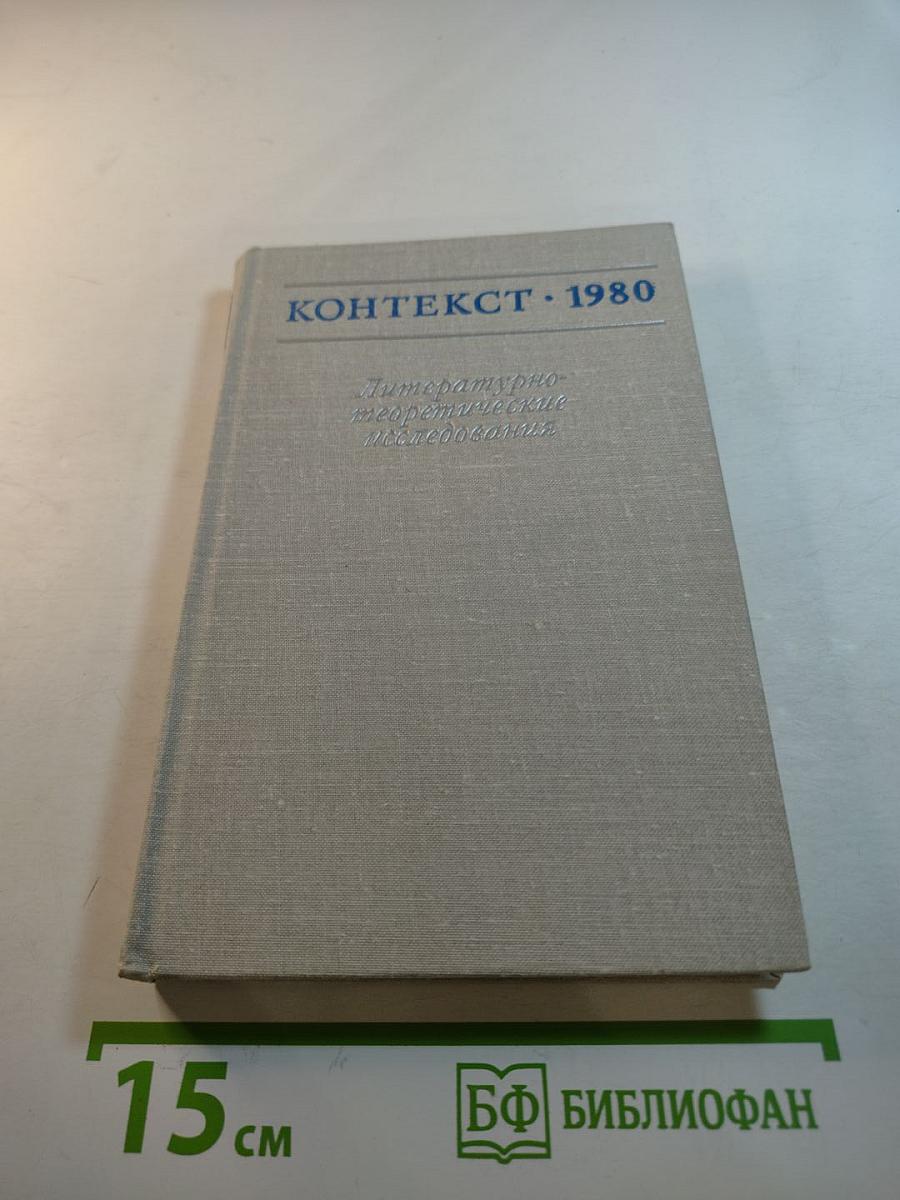 КОНТЕКСТ · 1980
Литературно-
теоретические
исследования
15 см
БФ БИБЛИОФАН